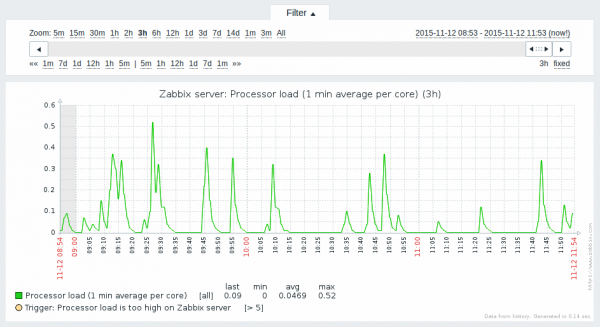 Filter ▲
Zoom: 5m 15m 30m 1h 2h 3h 6h 12h 1d 3d 7d 14d 1m 3m All
2015-11-12 08:53 - 2015-11-12 11:53 (now!)
«« 1m 7d 1d 12h 1h 5m | 5m 1h 12h 1d 7d 1m »»
3h fixed
Zabbix server: Processor load (1 min average per core) (3h)
0.6
0.5
0.4
0.3
0.2
0.1
0
11-12 08:54 09:00 09:05 09:10 09:15 09:20 09:25 09:30 09:35 09:40 09:45 09:50 09:55 10:00 10:05 10:10 10:15 10:20 10:25 10:30 10:35 10:40 10:45 10:50 10:55 11:00 11:05 11:10 11:15 11:20 11:25 11:30 11:35 11:40 11:45 11:50 11-12 11:54
last min avg max
Processor load (1 min average per core) [all] 0.09 0 0.0469 0.52
Trigger: Processor load is too high on Zabbix server [> 5]
Data from history. Generated in 0.14 sec